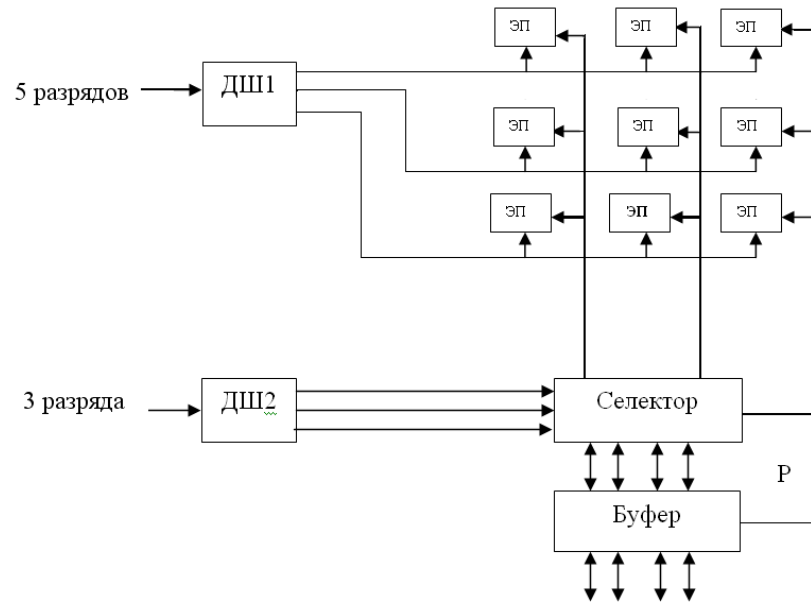 ЭП ЭП ЭП
5 разрядов ДШ1
ЭП ЭП ЭП
ЭП ЭП ЭП
3 разряда ДШ2 Селектор
Р
Буфер